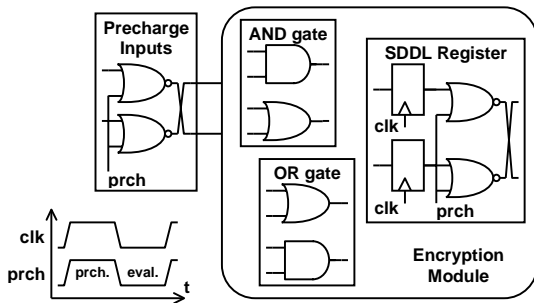 Precharge
Inputs
prch
AND gate
OR gate
SDDL Register
clk
clk
prch
Encryption
Module
clk
prch
prch.
eval.
t